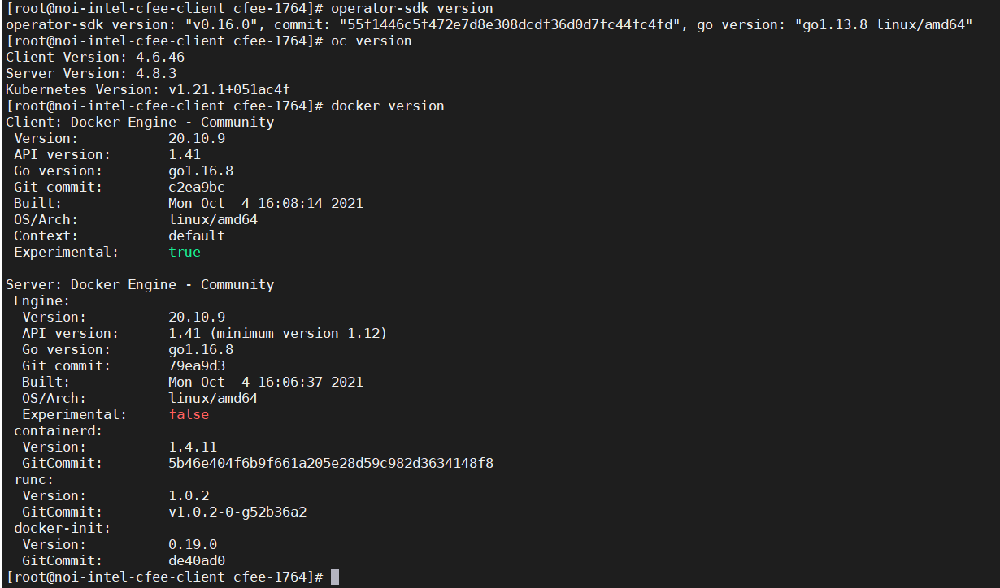 [root@noi-intel-cfee-client cfee-1764]# operator-sdk version
operator-sdk version: "v0.16.0", commit: "55f1446c5f472e7d8e308dcdf36d0d7fc44fc4fd", go version: "go1.13.8 linux/amd64"
[root@noi-intel-cfee-client cfee-1764]# oc version
Client Version: 4.6.46
Server Version: 4.8.3
Kubernetes Version: v1.21.1+051ac4f
[root@noi-intel-cfee-client cfee-1764]# docker version
Client: Docker Engine - Community
 Version:           20.10.9
 API version:       1.41
 Go version:        go1.16.8
 Git commit:        c2ea9bc
 Built:             Mon Oct  4 16:08:14 2021
 OS/Arch:           linux/amd64
 Context:           default
 Experimental:      true

Server: Docker Engine - Community
 Engine:
  Version:          20.10.9
  API version:      1.41 (minimum version 1.12)
  Go version:       go1.16.8
  Git commit:       79ea9d3
  Built:            Mon Oct  4 16:06:37 2021
  OS/Arch:          linux/amd64
  Experimental:     false
 containerd:
  Version:          1.4.11
  GitCommit:        5b46e404f6b9f661a205e28d59c982d3634148f8
 runc:
  Version:          1.0.2
  GitCommit:        v1.0.2-0-g52b36a2
 docker-init:
  Version:          0.19.0
  GitCommit:        de40ad0
[root@noi-intel-cfee-client cfee-1764]#